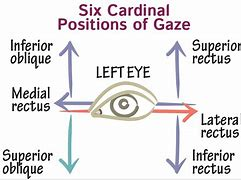 Six Cardinal
Positions of Gaze
Inferior
oblique
Superior
rectus
LEFT EYE
Medial
rectus
Lateral
rectus
Superior
oblique
Inferior
rectus